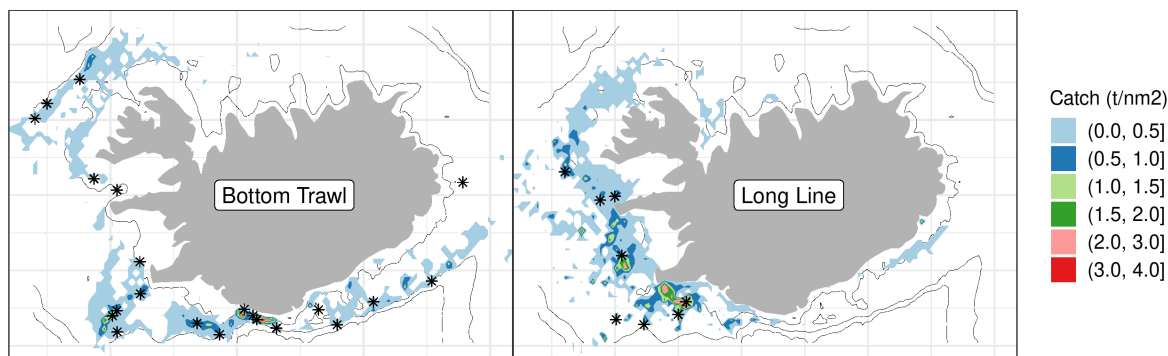 Bottom Trawl
Long Line
Catch (t/nm2)
(0.0, 0.5]
(0.5, 1.0]
(1.0, 1.5]
(1.5, 2.0]
(2.0, 3.0]
(3.0, 4.0]